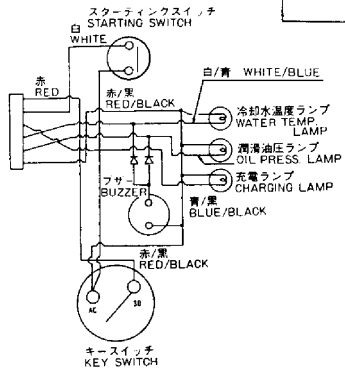 スターティングスイッチ
STARTING SWITCH
白
WHITE
白/青 WHITE/BLUE
赤
RED
赤/黒
RED/BLACK
冷却水温度ランプ
WATER TEMP.
LAMP
潤滑油圧ランプ
OIL PRESS. LAMP
充電ランプ
CHARGING LAMP
ブザー
BUZZER
青/黒
BLUE/BLACK
赤/黒
RED/BLACK
AC
キースイッチ
KEY SWITCH